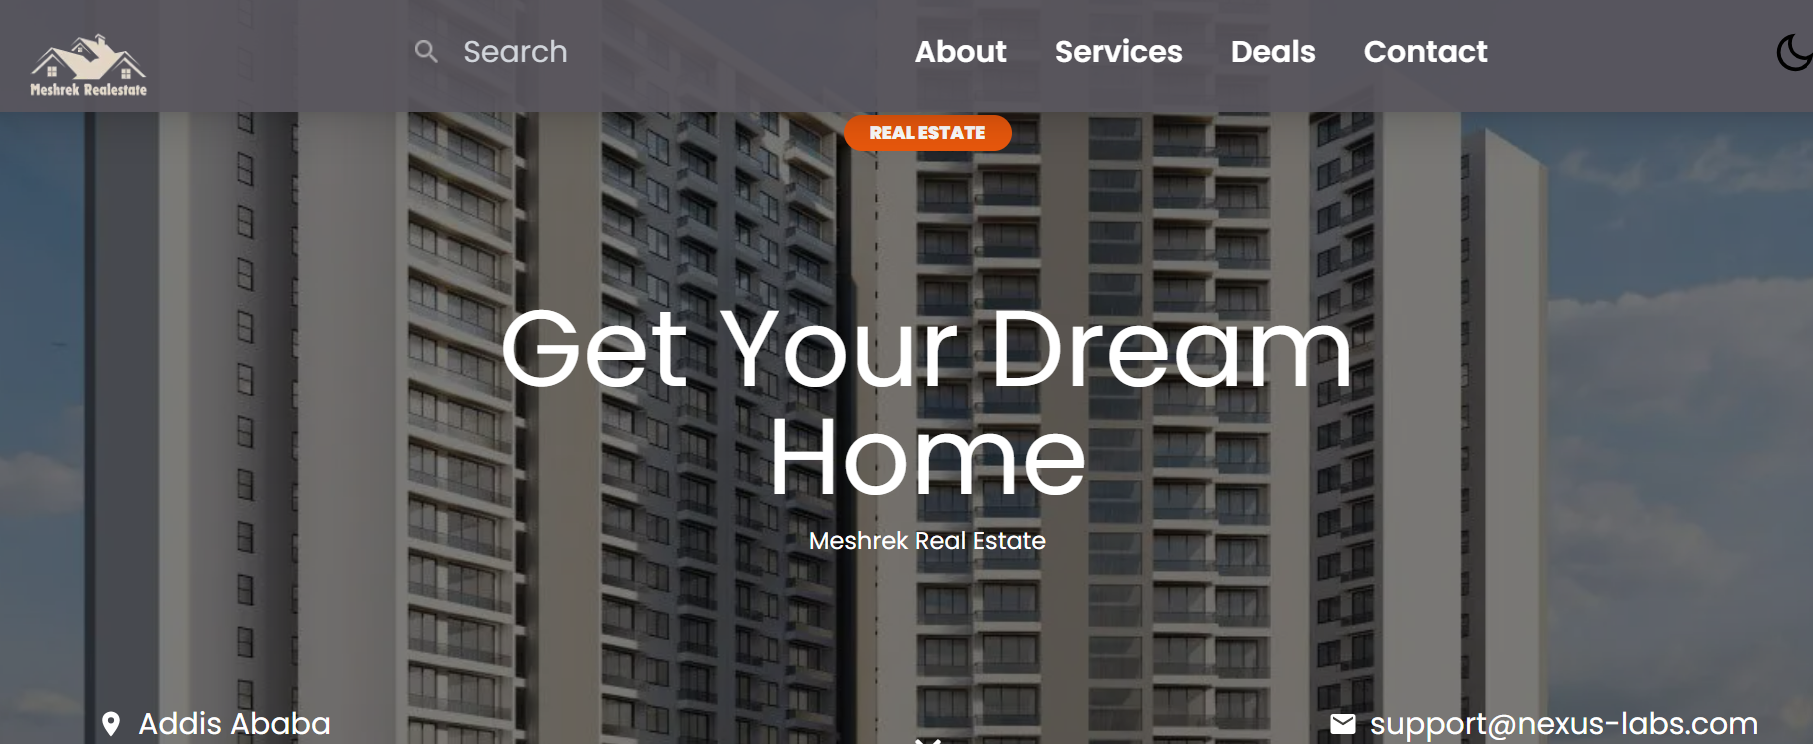 Meshrek Realestate
Search
About Services Deals Contact
REAL ESTATE
Get Your Dream
Home
Meshrek Real Estate
Addis Ababa
support@nexus-labs.com